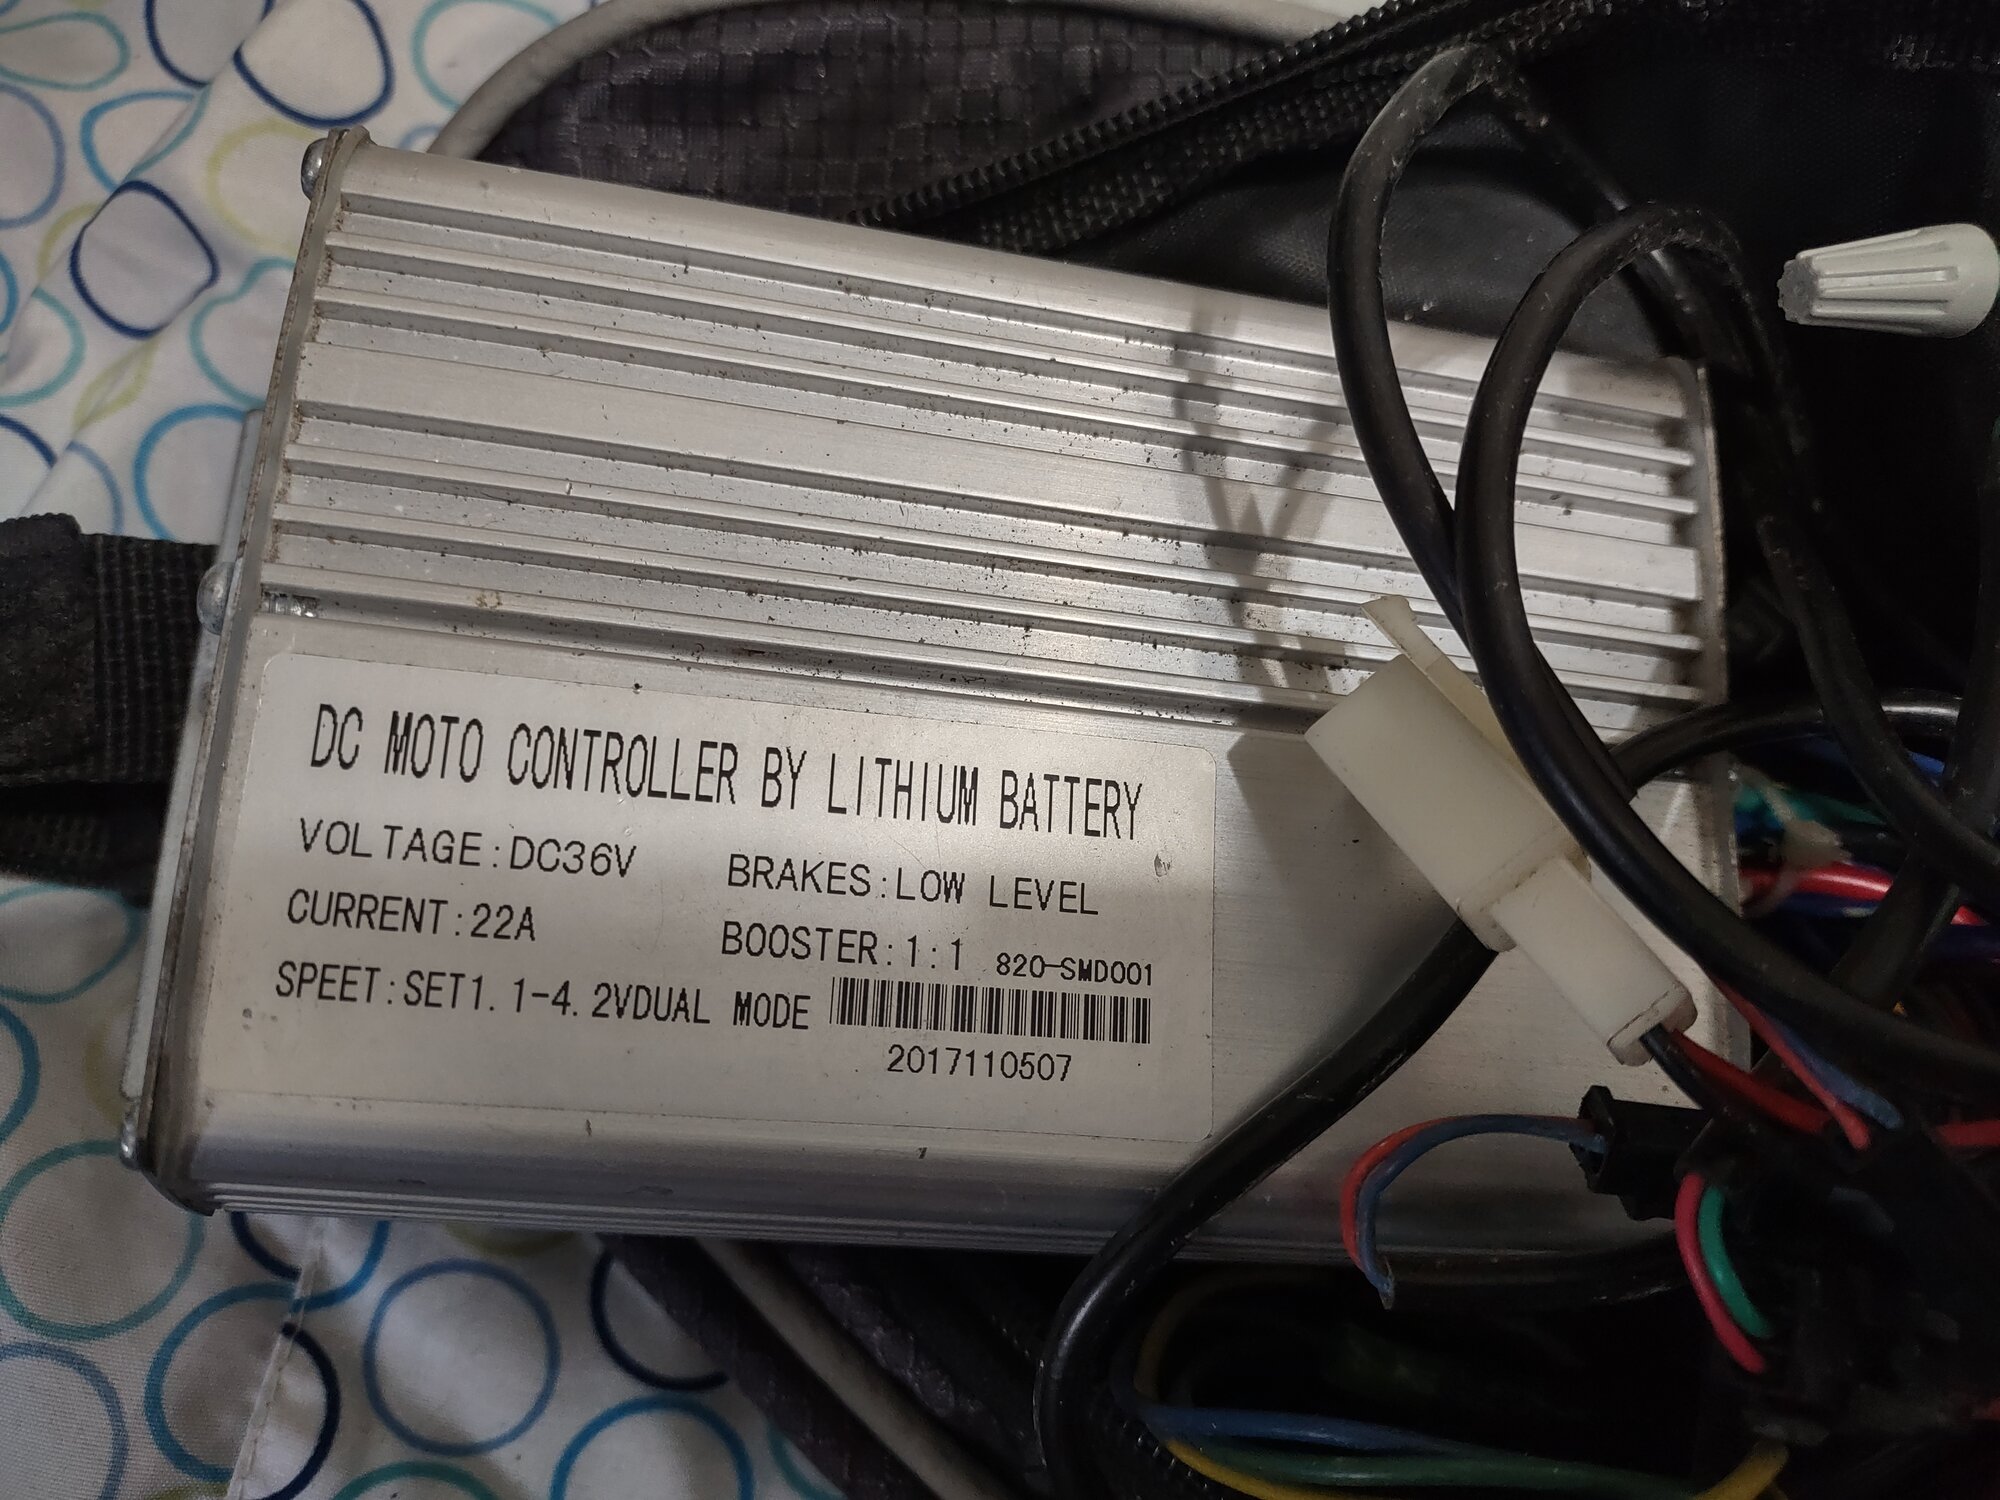 DC MOTO CONTROLLER BY LITHIUM BATTERY
VOLTAGE:DC36V BRAKES:LOW LEVEL
CURRENT:22A BOOSTER:1:1 820-SMD001
SPEET:SET1.1-4.2VDUAL MODE
2017110507